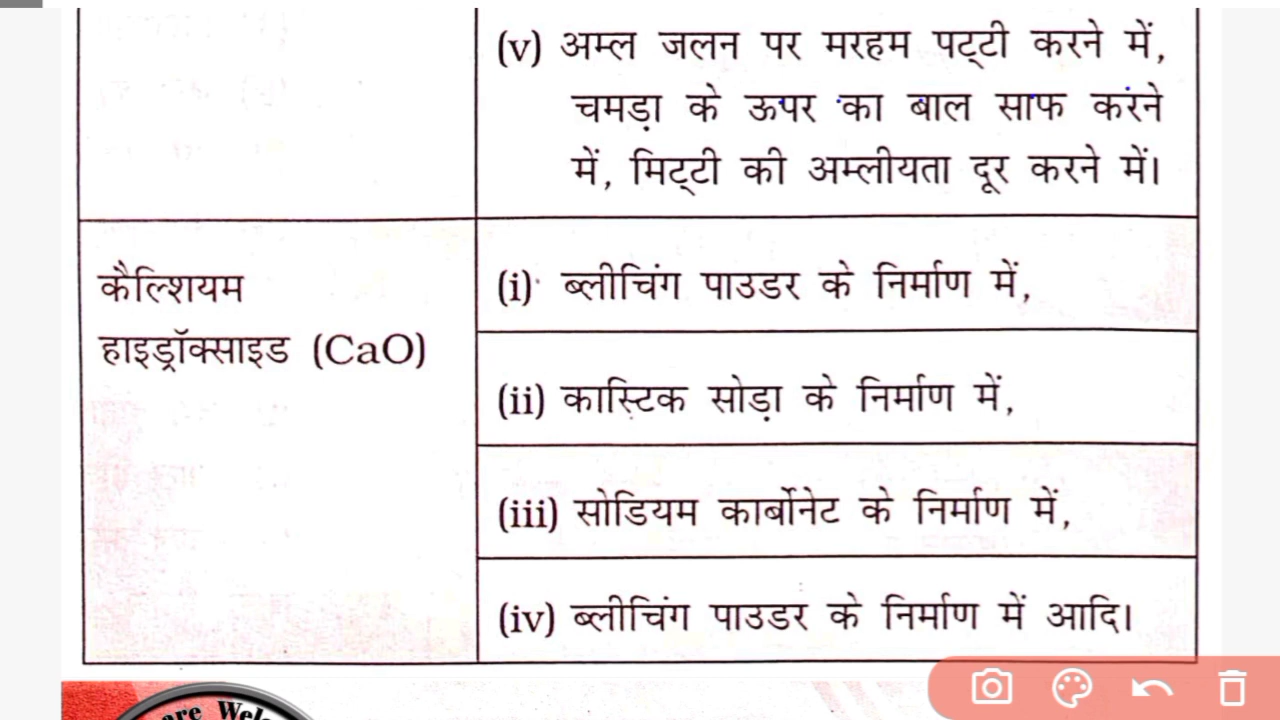 (v) अम्ल जलन पर मरहम पट्टी करने में,
चमड़ा के ऊपर का बाल साफ करने
में, मिट्टी की अम्लीयता दूर करने में।
कैल्शियम
हाइड्रॉक्साइड (CaO)
(i) ब्लीचिंग पाउडर के निर्माण में,
(ii) कास्टिक सोड़ा के निर्माण में,
(iii) सोडियम कार्बोनेट के निर्माण में,
(iv) ब्लीचिंग पाउडर के निर्माण में आदि।